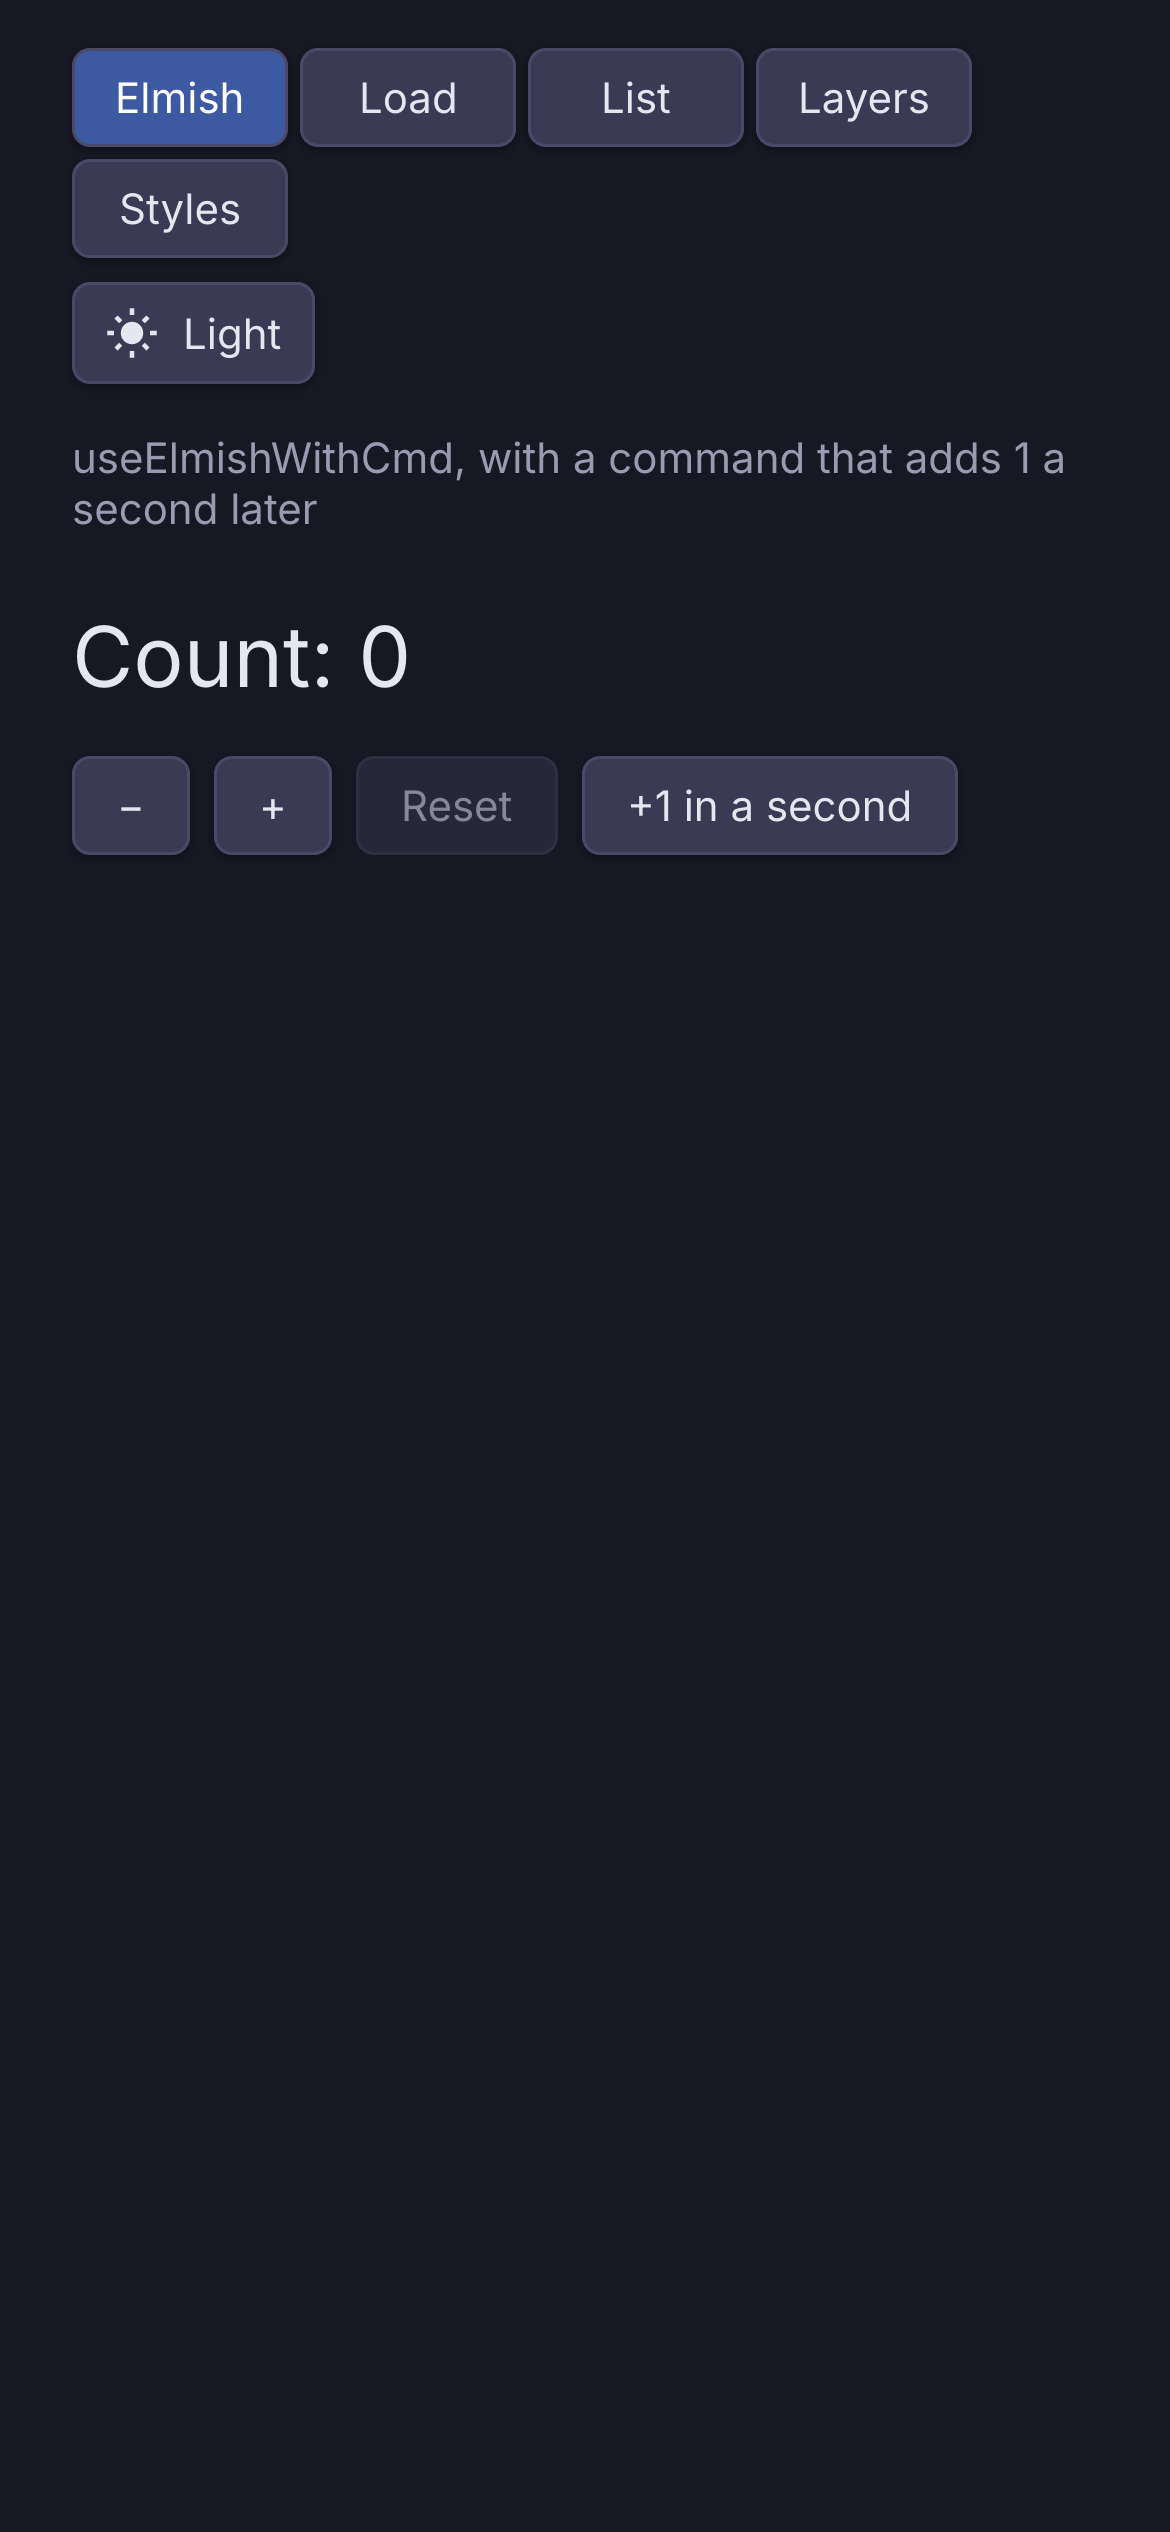 Elmish Load List Layers
Styles
Light
useElmishWithCmd, with a command that adds 1 a
second later
Count: 0
− + Reset +1 in a second